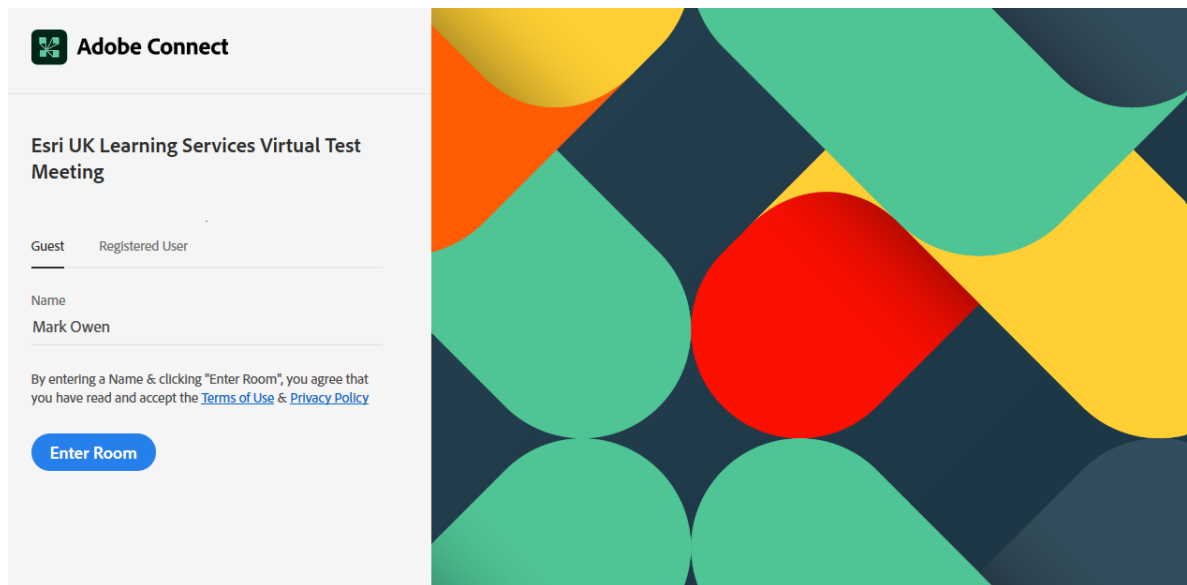 Adobe Connect
Esri UK Learning Services Virtual Test
Meeting
Guest Registered User
Name
Mark Owen
By entering a Name & clicking "Enter Room", you agree that
you have read and accept the Terms of Use & Privacy Policy
Enter Room